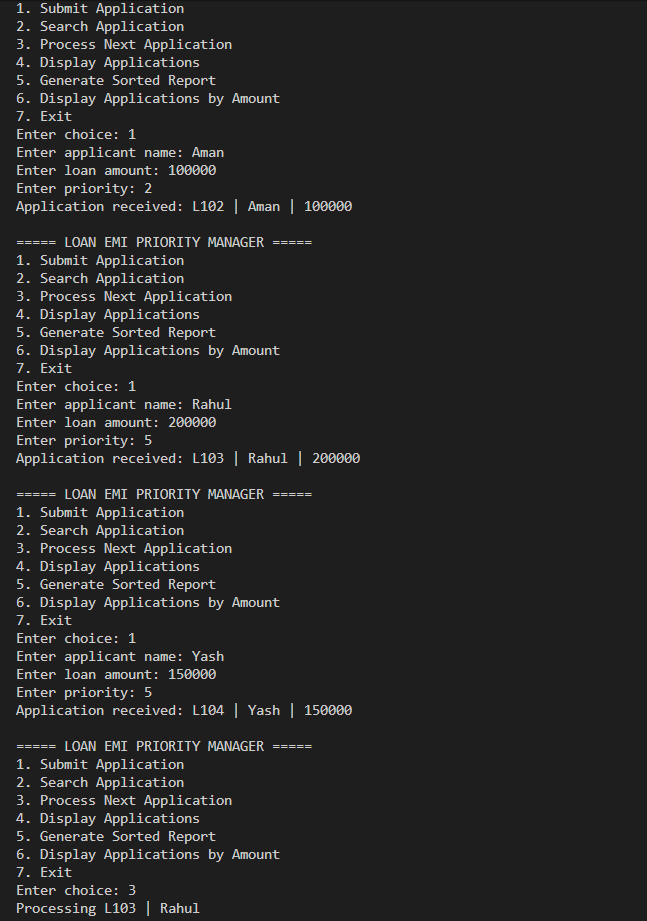 1. Submit Application
2. Search Application
3. Process Next Application
4. Display Applications
5. Generate Sorted Report
6. Display Applications by Amount
7. Exit
Enter choice: 1
Enter applicant name: Aman
Enter loan amount: 100000
Enter priority: 2
Application received: L102 | Aman | 100000
===== LOAN EMI PRIORITY MANAGER =====
1. Submit Application
2. Search Application
3. Process Next Application
4. Display Applications
5. Generate Sorted Report
6. Display Applications by Amount
7. Exit
Enter choice: 1
Enter applicant name: Rahul
Enter loan amount: 200000
Enter priority: 5
Application received: L103 | Rahul | 200000
===== LOAN EMI PRIORITY MANAGER =====
1. Submit Application
2. Search Application
3. Process Next Application
4. Display Applications
5. Generate Sorted Report
6. Display Applications by Amount
7. Exit
Enter choice: 1
Enter applicant name: Yash
Enter loan amount: 150000
Enter priority: 5
Application received: L104 | Yash | 150000
===== LOAN EMI PRIORITY MANAGER =====
1. Submit Application
2. Search Application
3. Process Next Application
4. Display Applications
5. Generate Sorted Report
6. Display Applications by Amount
7. Exit
Enter choice: 3
Processing L103 | Rahul